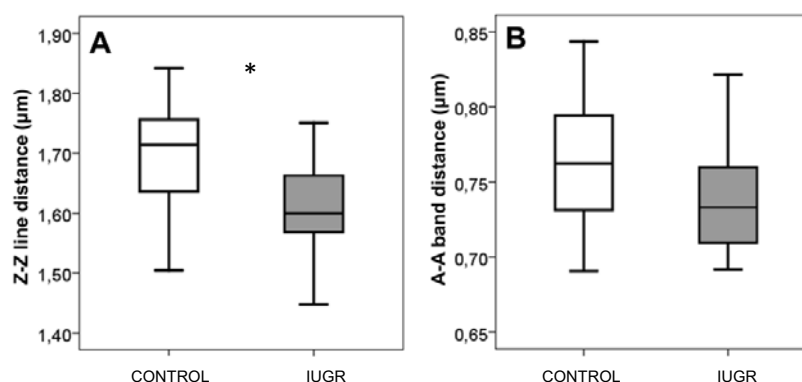 A
*
Z-Z line distance (µm)
1,90
1,80
1,70
1,60
1,50
1,40
CONTROL
IUGR
B
A-A band distance (µm)
0,85
0,80
0,75
0,70
0,65
CONTROL
IUGR